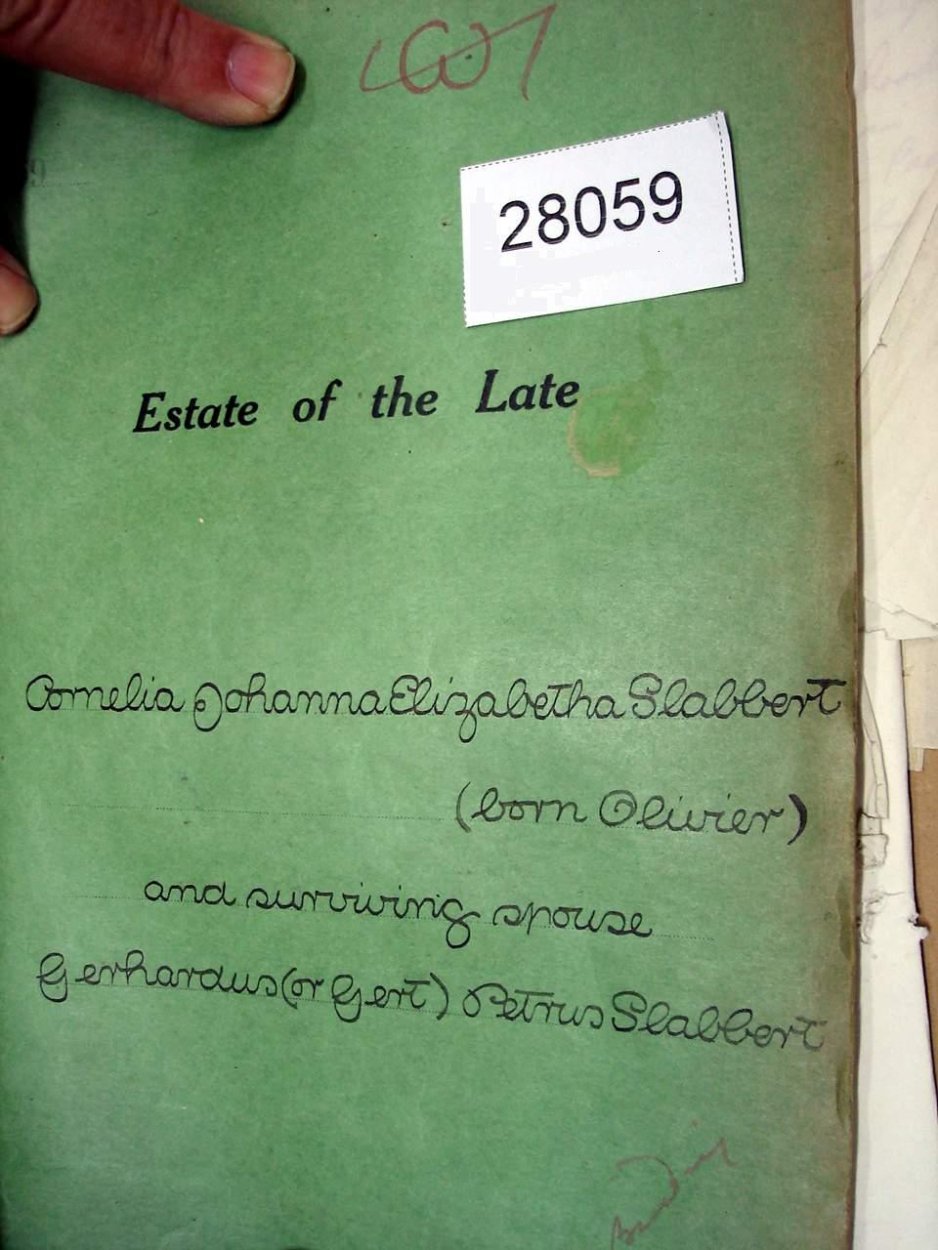 28059
Estate of the Late
Cornelia Johanna Elizabetha Slabbert
(born Olivier)
and surviving spouse
Gerhardus (or Gert) Petrus Slabbert